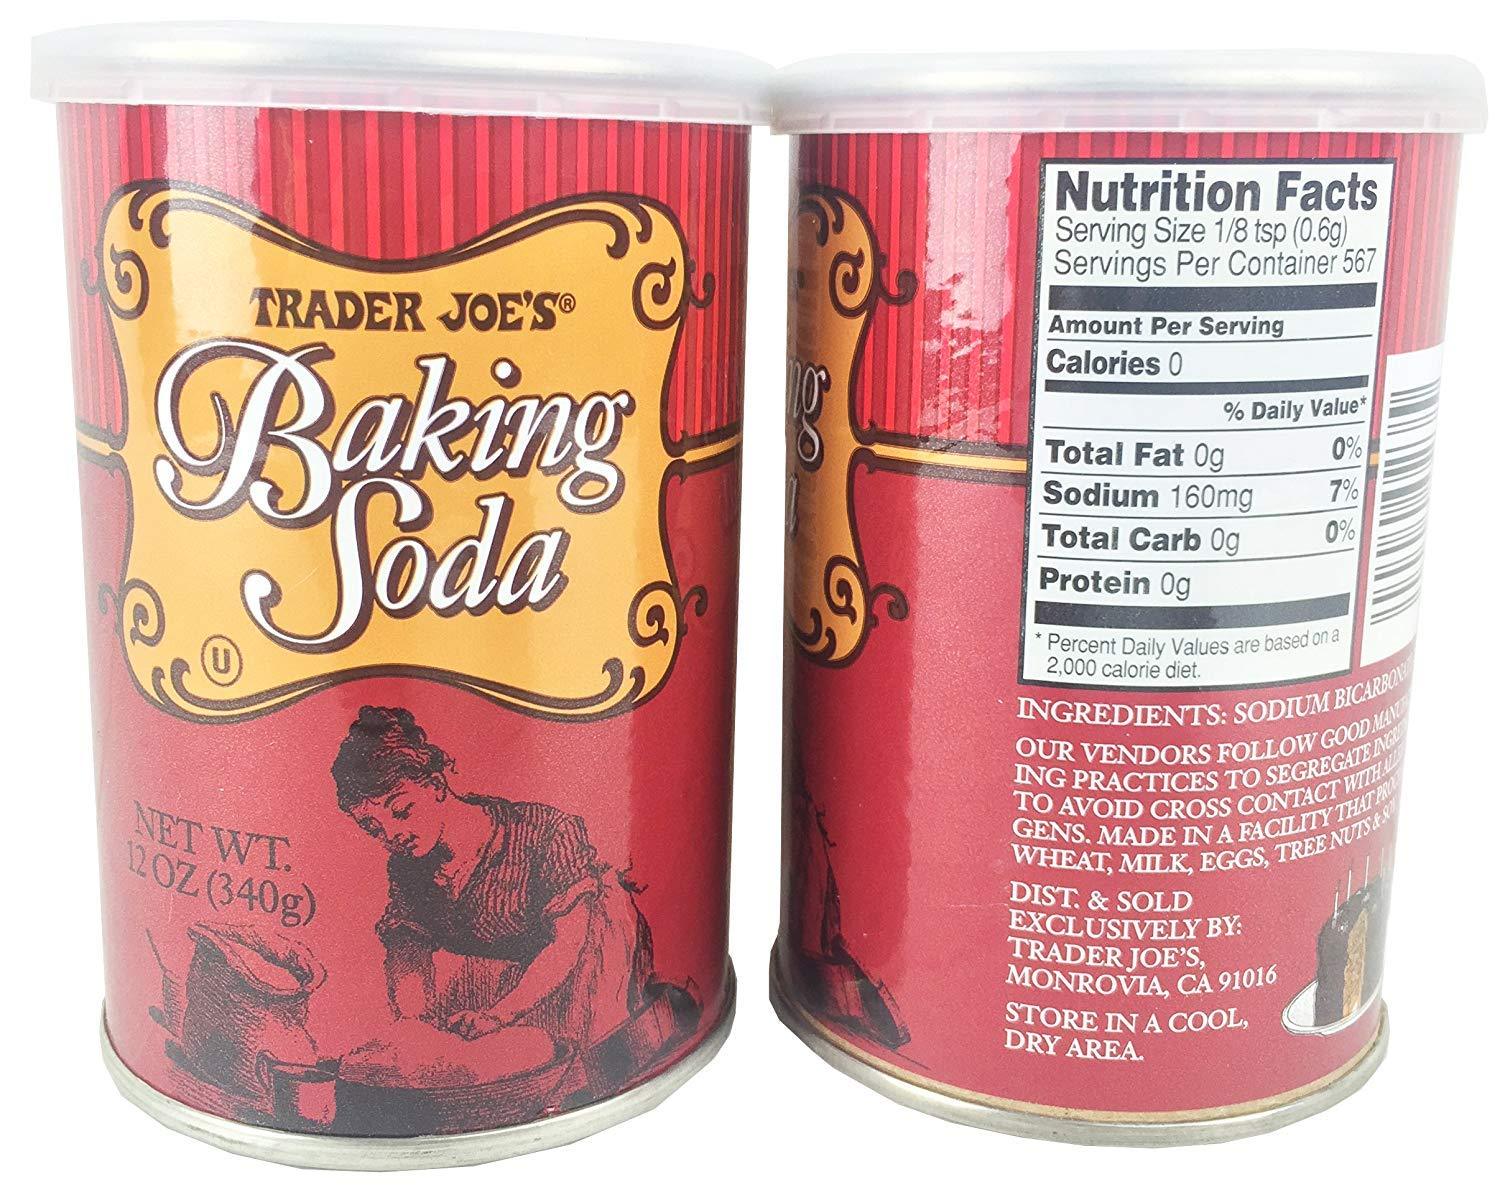 TRADER JOE'S®
Baking
Soda
U
NET WT.
12 OZ (340g)
Nutrition Facts
Serving Size 1/8 tsp (0.6g)
Servings Per Container 567
Amount Per Serving
Calories 0
% Daily Value*
Total Fat 0g 0%
Sodium 160mg 7%
Total Carb 0g 0%
Protein 0g
* Percent Daily Values are based on a
2,000 calorie diet.
INGREDIENTS: SODIUM
OUR VENDORS FOLLOW GOOD
ING PRACTICES TO SEGREGATE
TO AVOID CROSS CONTACT WITH
GENS. MADE IN A FACILITY THAT
WHEAT, MILK, EGGS, TREE NUTS &
DIST. & SOLD
EXCLUSIVELY BY:
TRADER JOE'S,
MONROVIA, CA 91016
STORE IN A COOL,
DRY AREA.